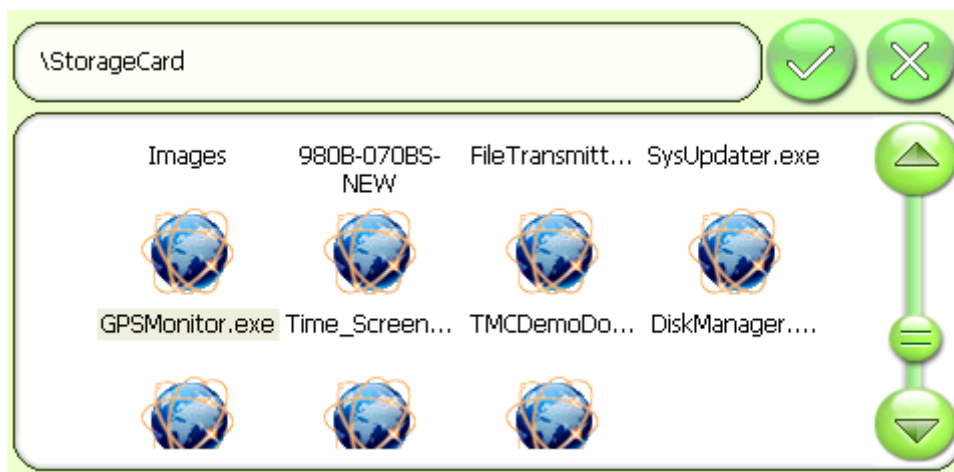 \StorageCard
Images 980B-070BS- FileTransmitt... SysUpdater.exe
NEW
GPSMonitor.exe Time_Screen... TMCDemoDo... DiskManager....